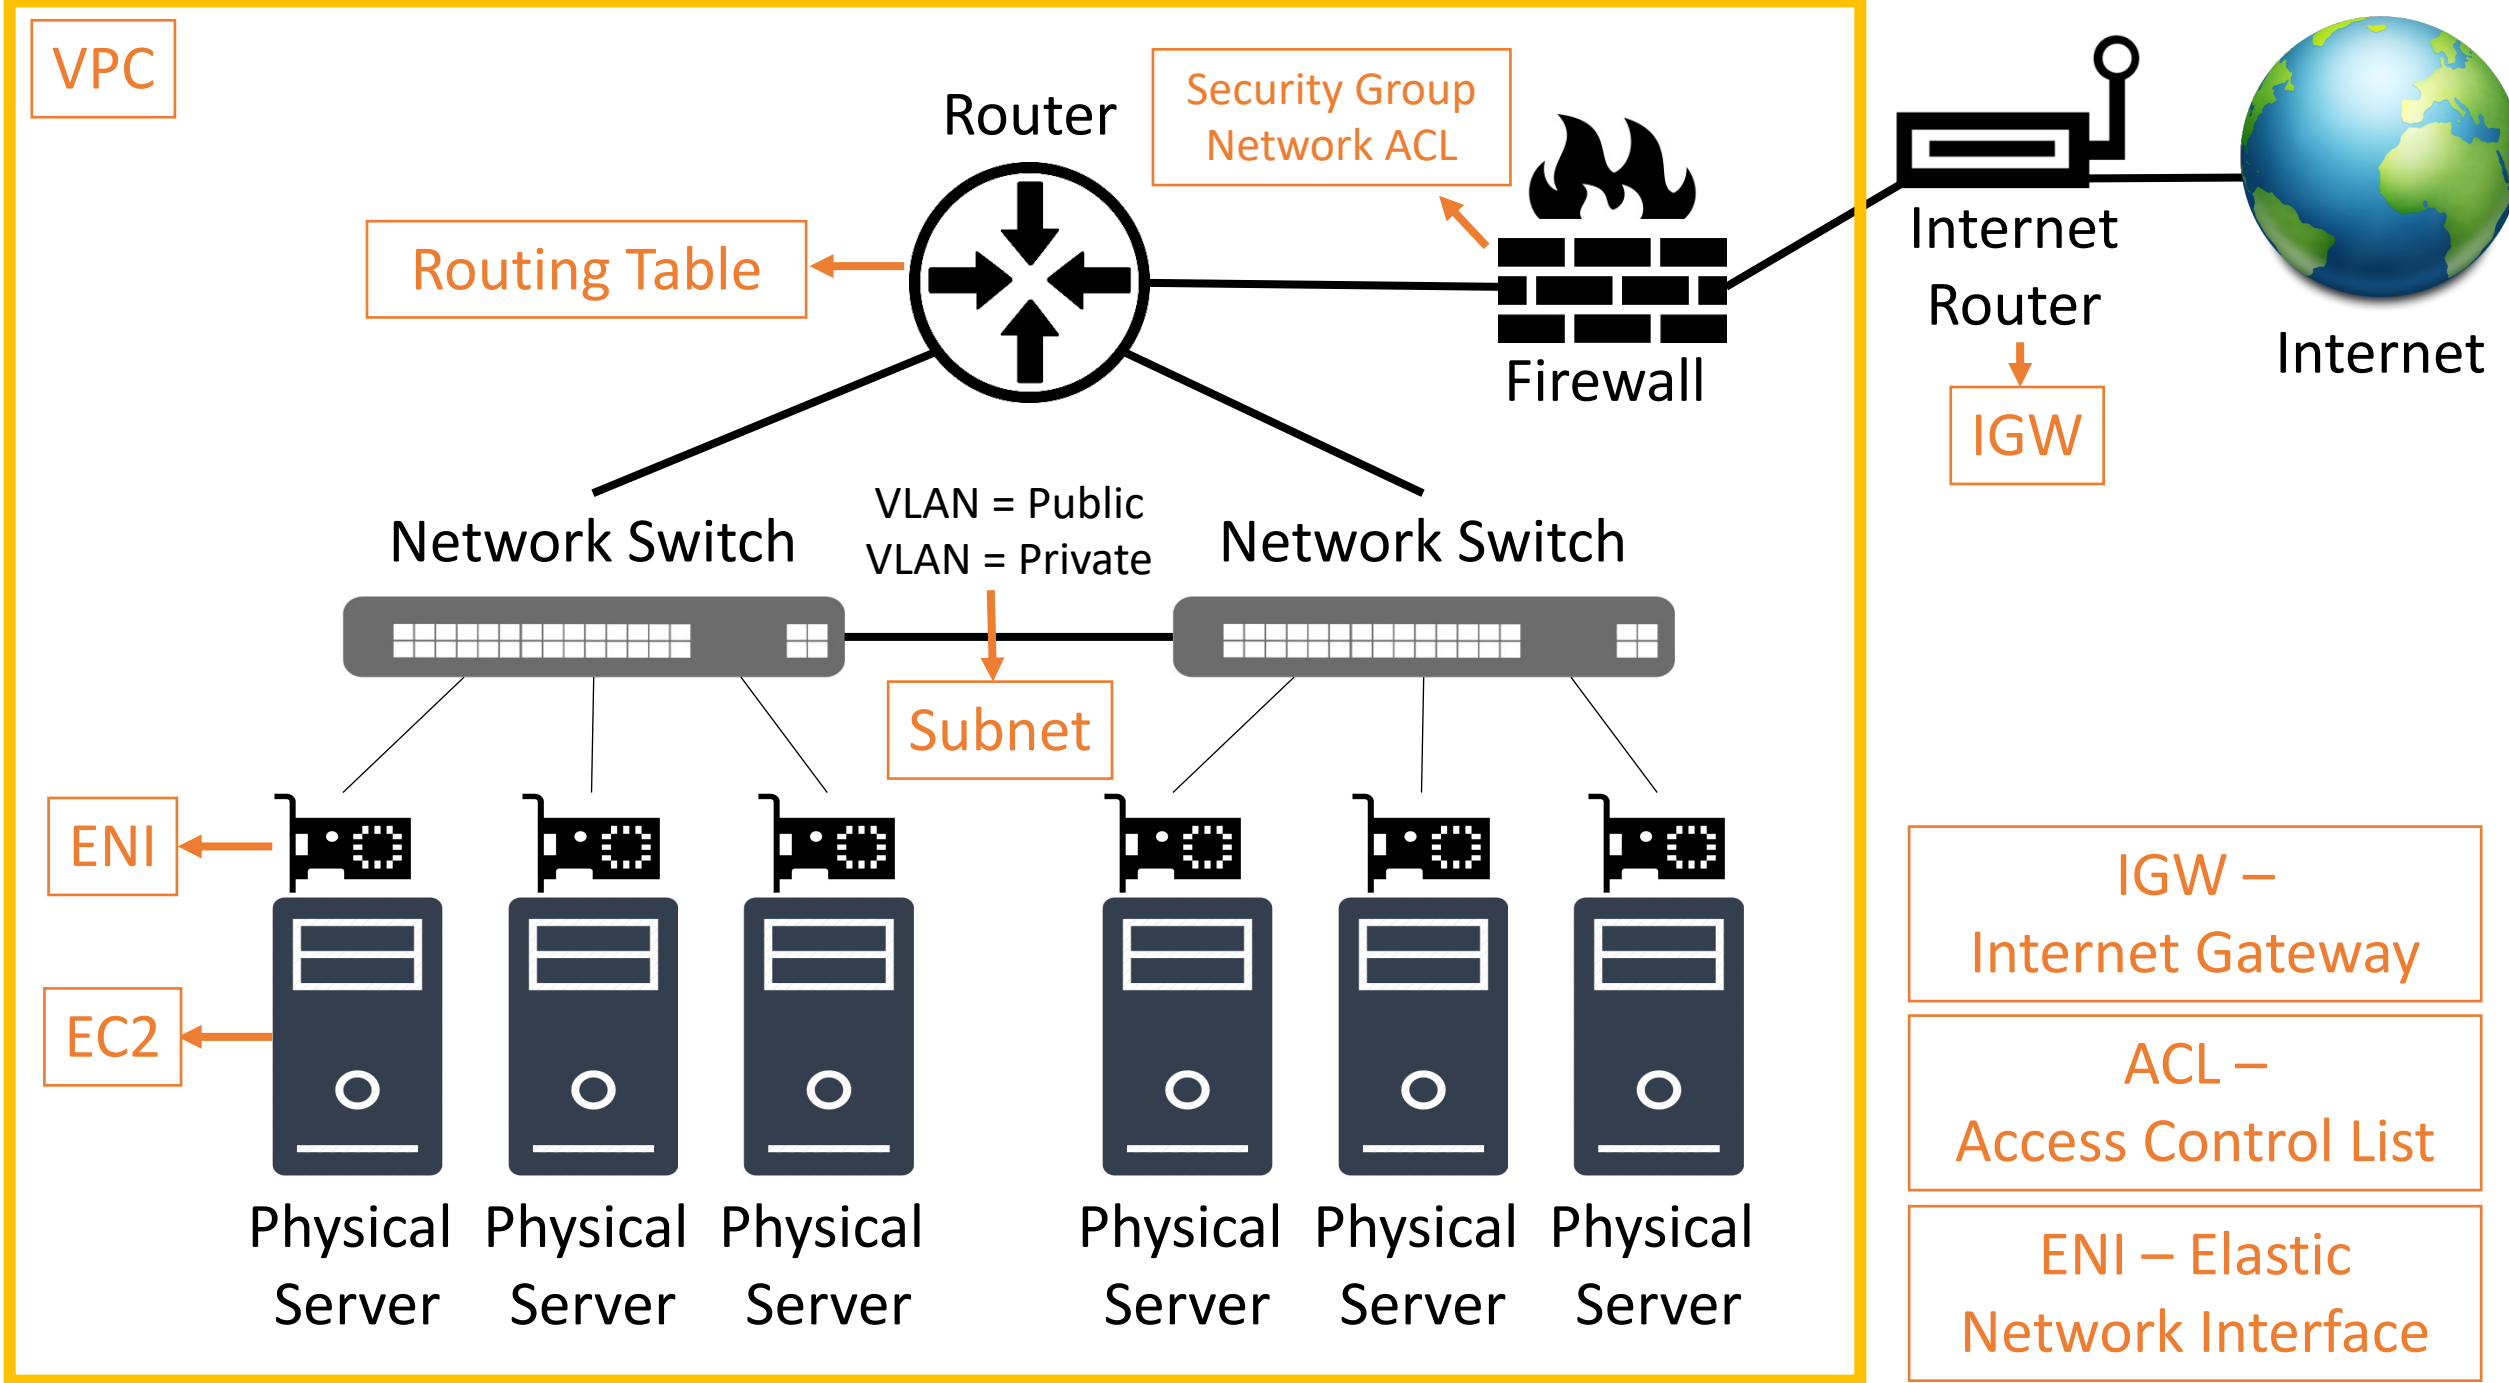 VPC
Router
Security Group
Network ACL
Routing Table
Internet
Router
Internet
Firewall
IGW
VLAN = Public
VLAN = Private
Network Switch
Network Switch
Subnet
ENI
EC2
IGW –
Internet Gateway
ACL –
Access Control List
ENI – Elastic
Network Interface
Physical
Server
Physical
Server
Physical
Server
Physical
Server
Physical
Server
Physical
Server